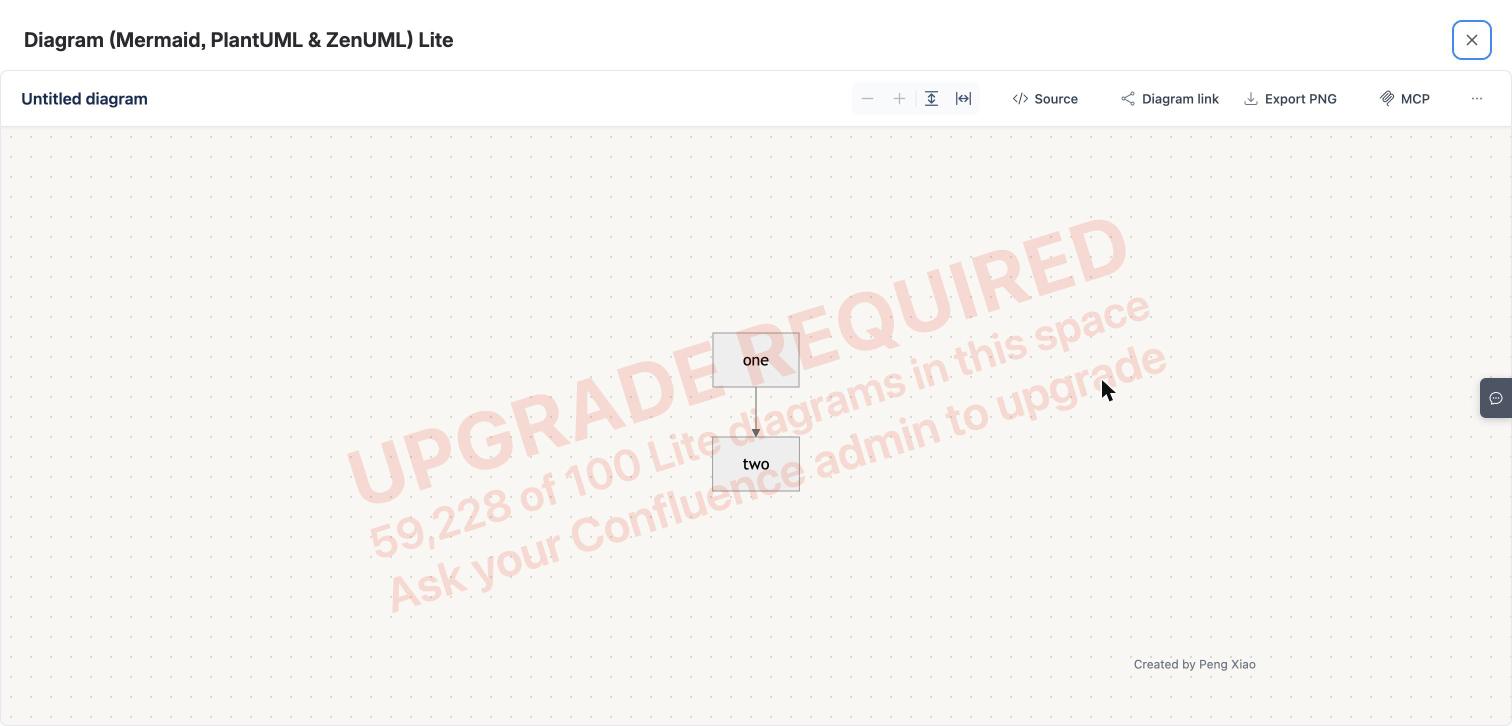 Diagram (Mermaid, PlantUML & ZenUML) Lite
Untitled diagram
Source
Diagram link
Export PNG
MCP
UPGRADE REQUIRED
59,228 of 100 Lite diagrams in this space
Ask your Confluence admin to upgrade
one
two
Created by Peng Xiao